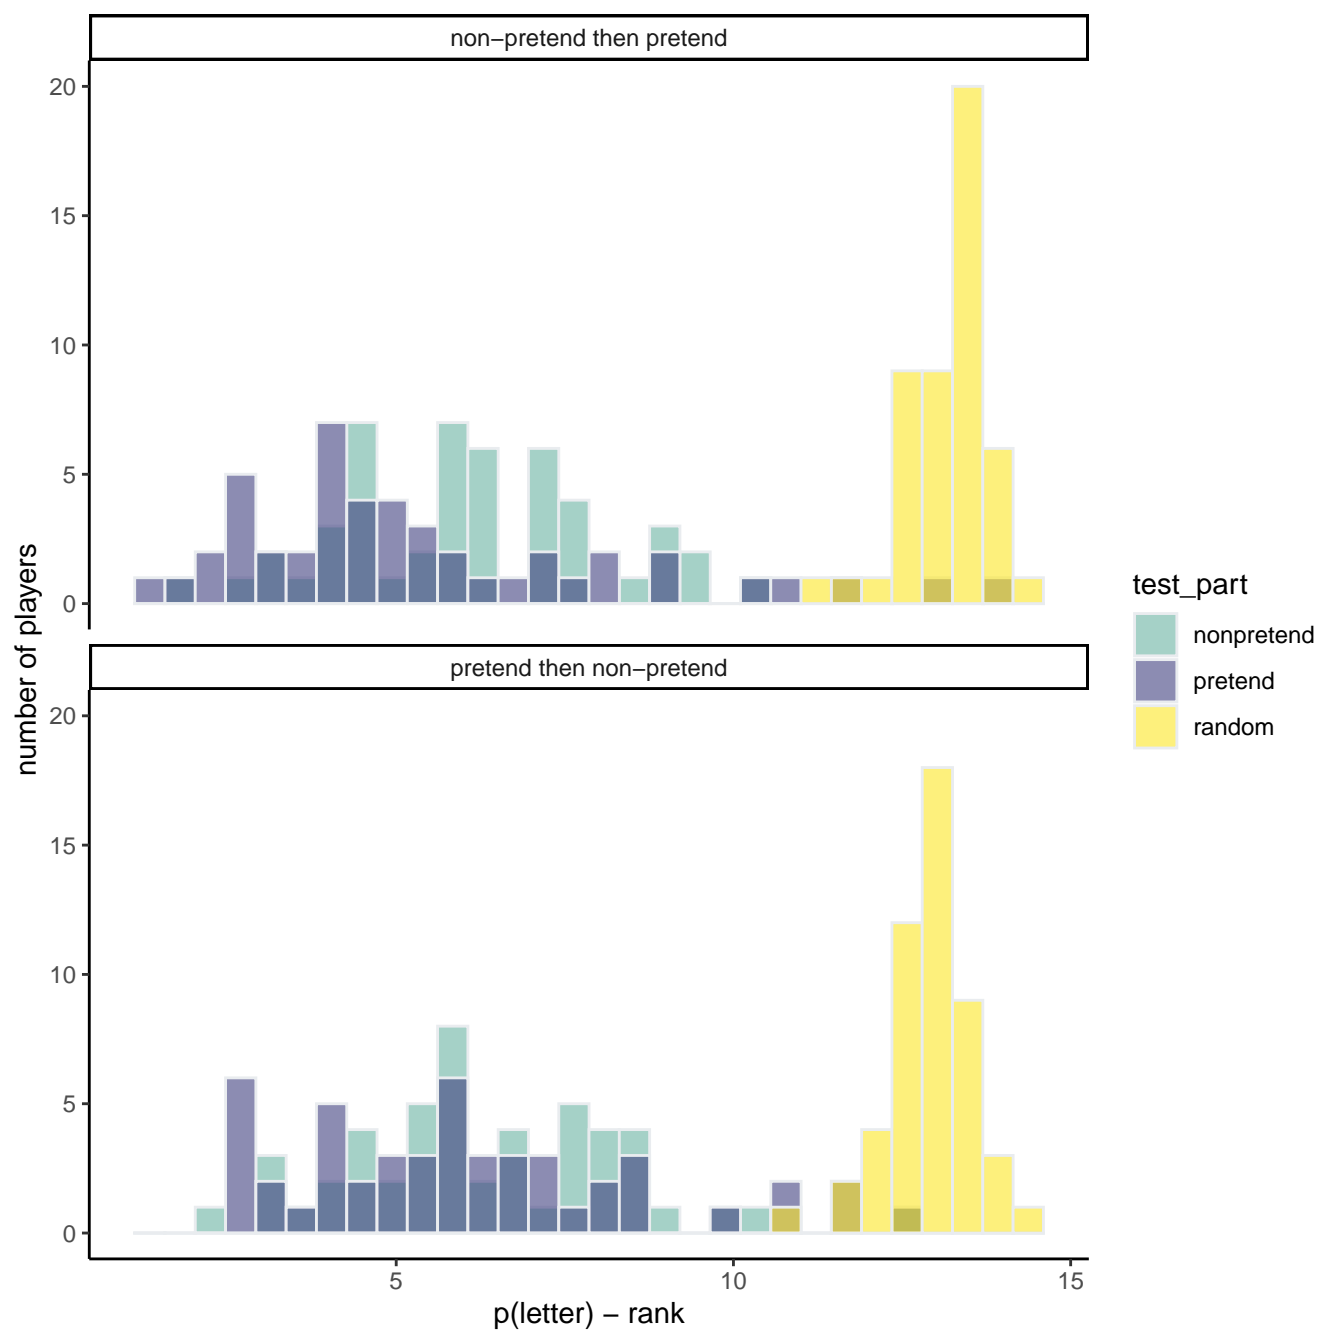 non−pretend then pretend
20
15
10
5
0
pretend then non−pretend
20
15
10
5
0
5 10 15
p(letter) − rank
number of players
test_part
nonpretend
pretend
random